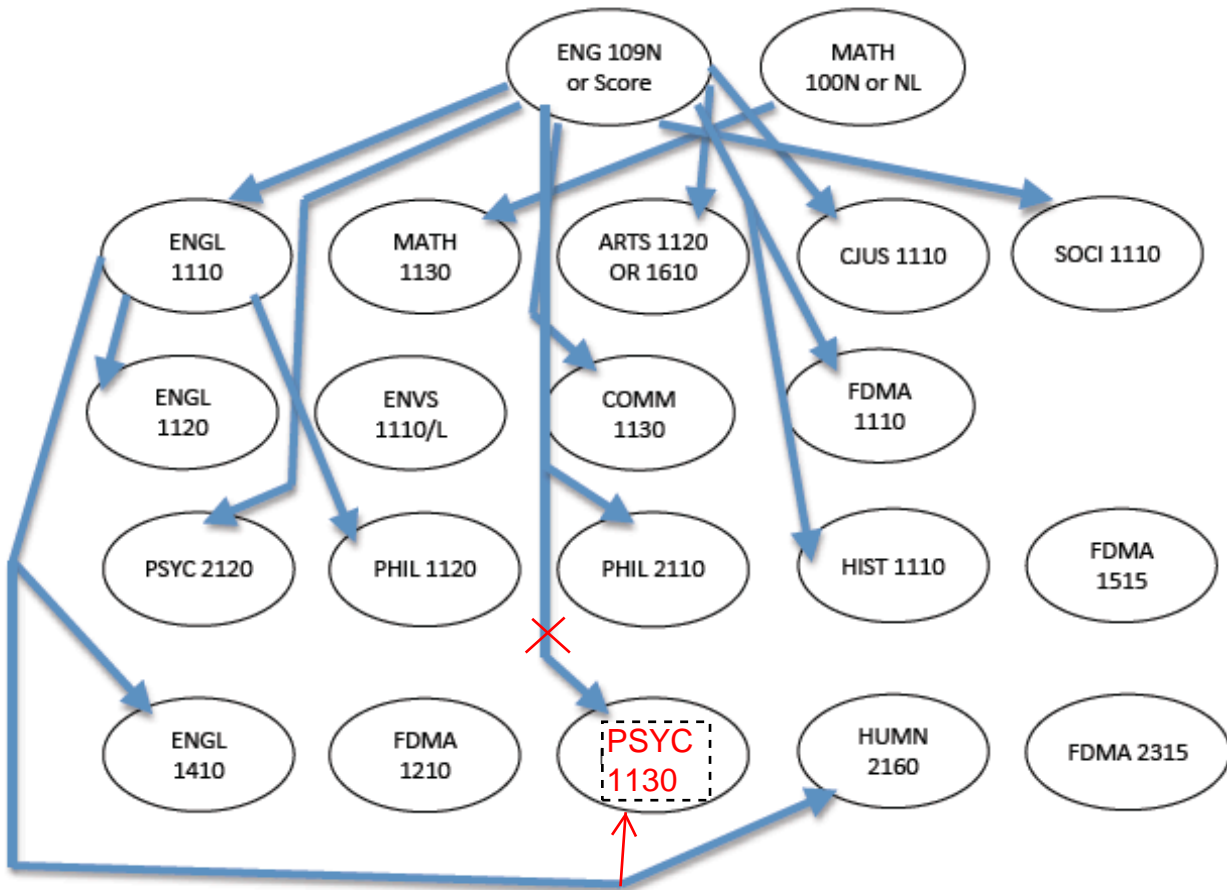 ENG 109N
or Score
MATH
100N or NL
ENGL
1110
MATH
1130
ARTS 1120
OR 1610
CJUS 1110
SOCI 1110
ENGL
1120
ENVS
1110/L
COMM
1130
FDMA
1110
PSYC 2120
PHIL 1120
PHIL 2110
HIST 1110
FDMA
1515
ENGL
1410
FDMA
1210
PSYC
1130
HUMN
2160
FDMA 2315